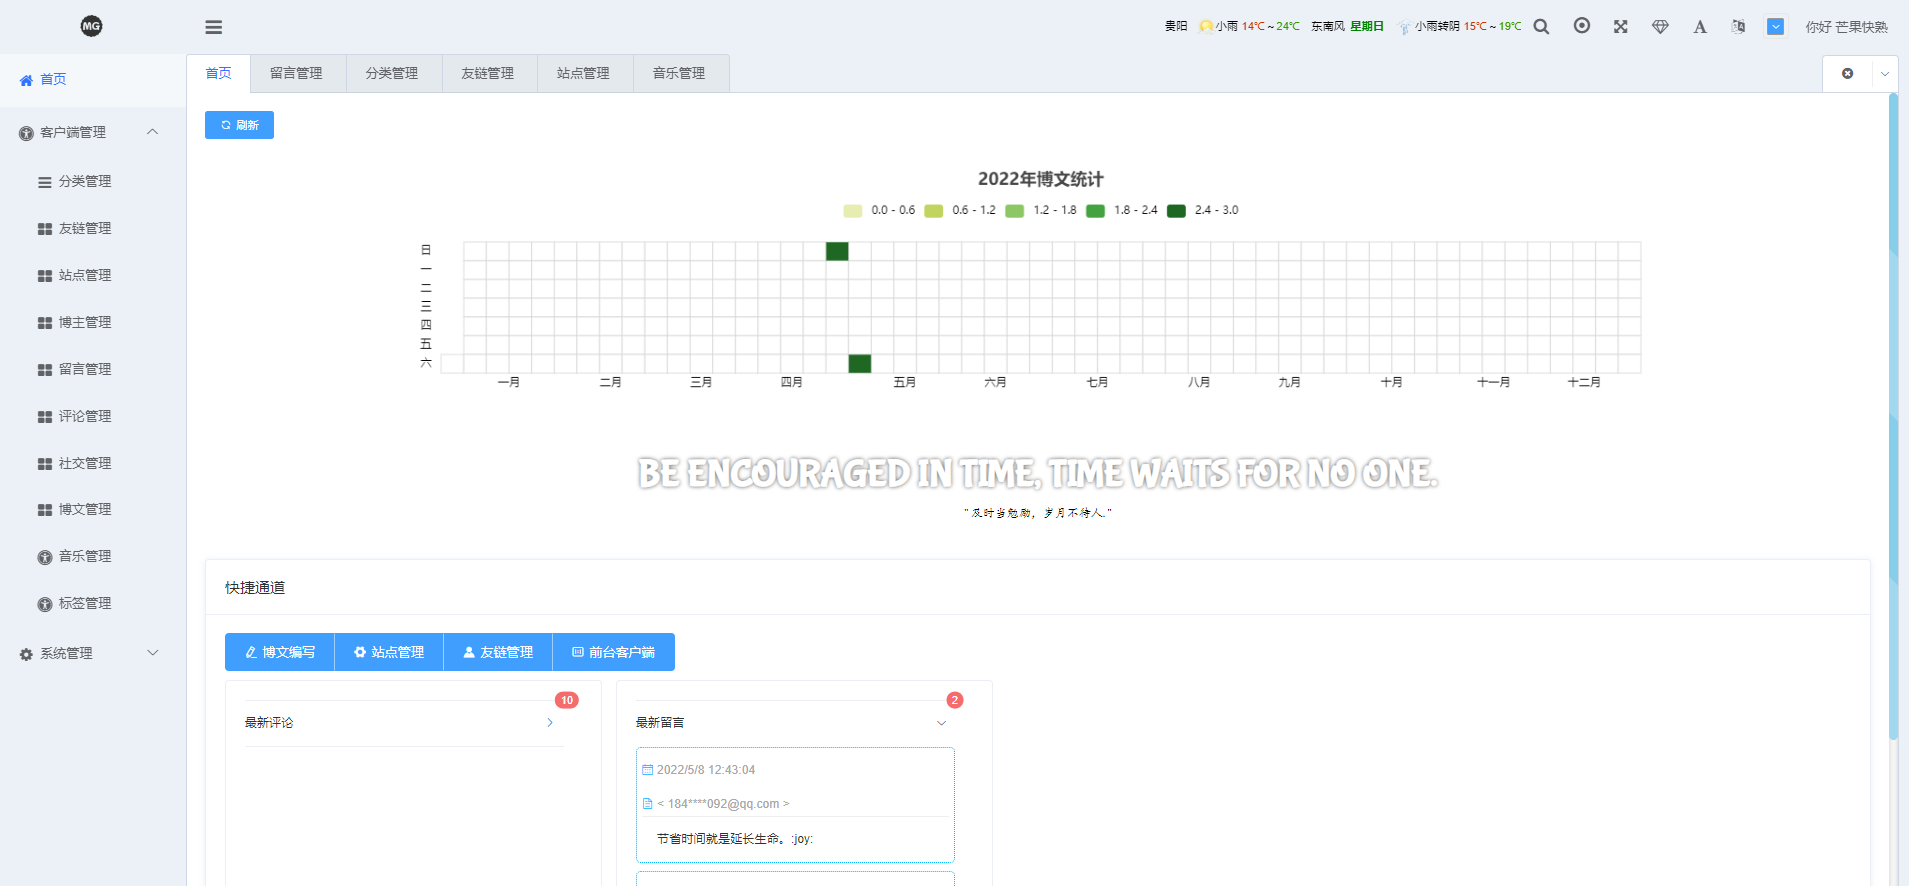 MG
贵阳 小雨 14℃~24℃ 东南风 星期日 小雨转阴 15℃~19℃ 你好 芒果快熟
首页
客户端管理
分类管理
友链管理
站点管理
博主管理
留言管理
评论管理
社交管理
博文管理
音乐管理
标签管理
系统管理
首页 留言管理 分类管理 友链管理 站点管理 音乐管理
刷新
2022年博文统计
0.0 - 0.6 0.6 - 1.2 1.2 - 1.8 1.8 - 2.4 2.4 - 3.0
日
一
二
三
四
五
六
一月 二月 三月 四月 五月 六月 七月 八月 九月 十月 十一月 十二月
BE ENCOURAGED IN TIME, TIME WAITS FOR NO ONE.
"及时当勉励，岁月不待人."
快捷通道
博文编写 站点管理 友链管理 前台客户端
10
最新评论
2
最新留言
2022/5/8 12:43:04
< 184****092@qq.com >
节省时间就是延长生命。:joy: